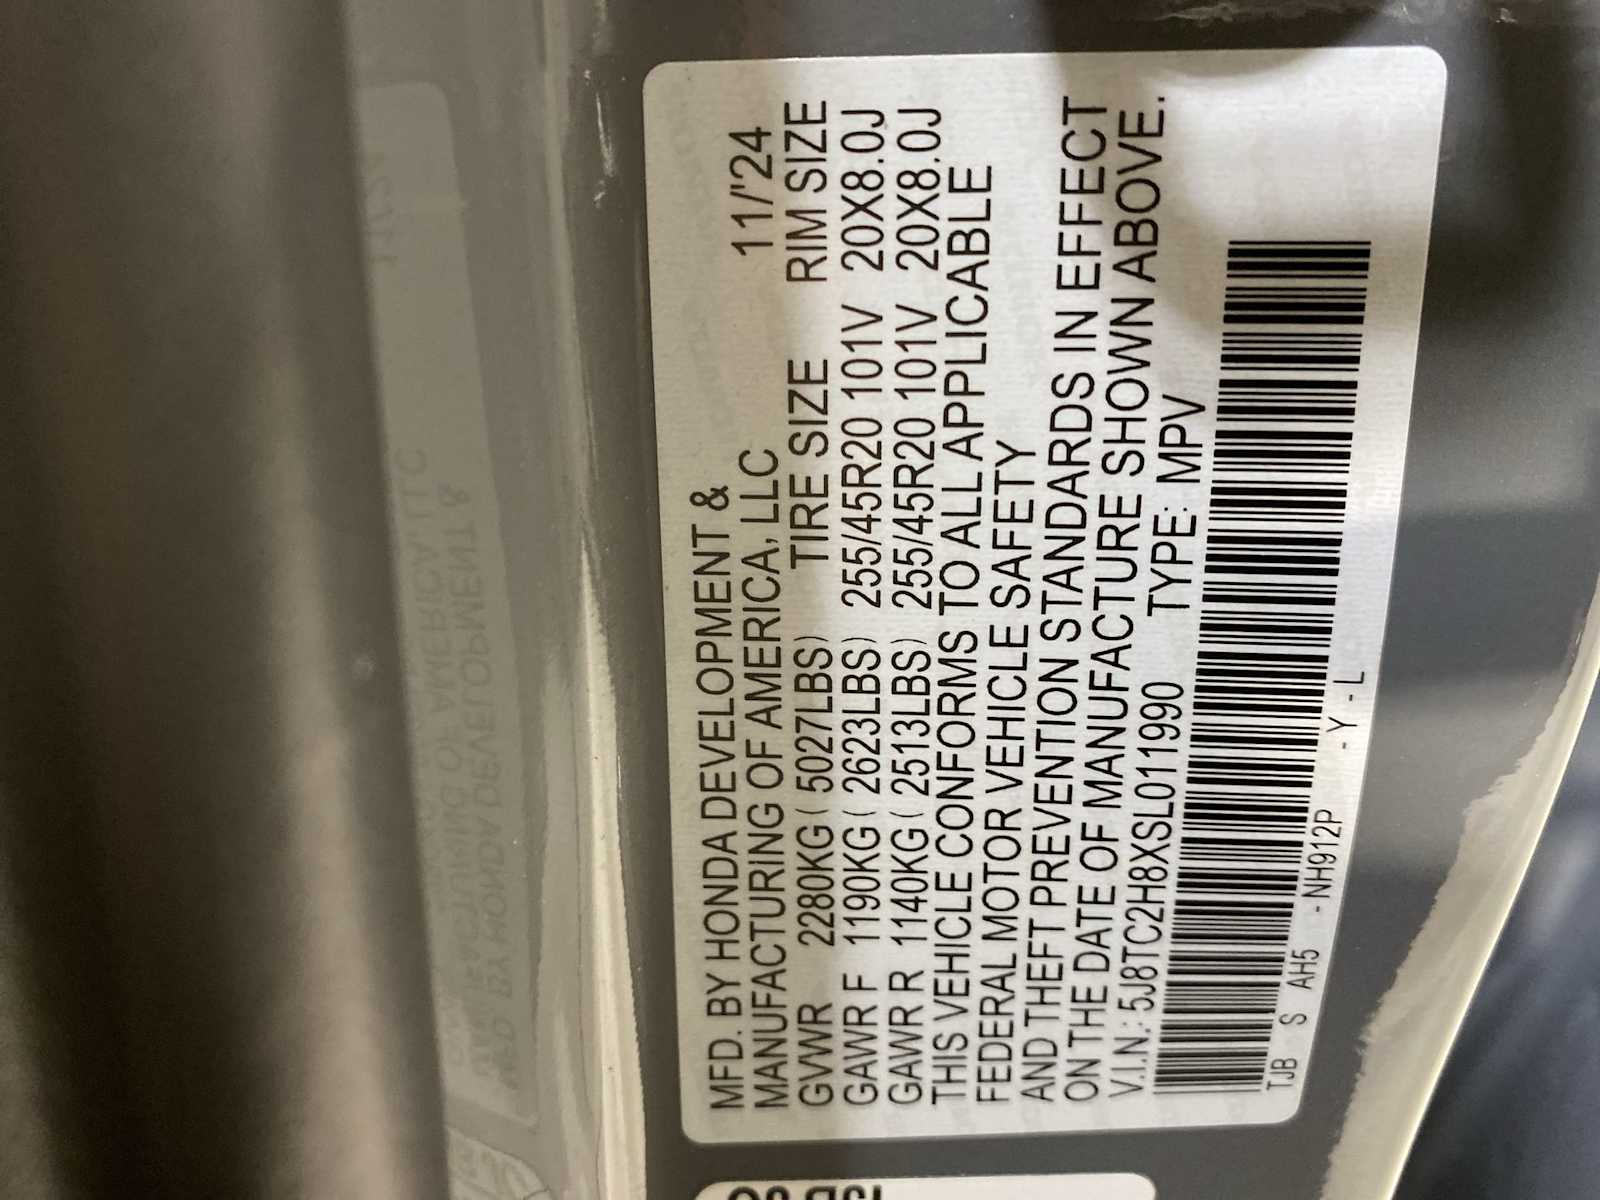 MFD. BY HONDA DEVELOPMENT &
MANUFACTURING OF AMERICA, LLC 11/'24
GVWR 2280KG ( 5027LBS) TIRE SIZE RIM SIZE
GAWR F 1190KG ( 2623LBS) 255/45R20 101V 20X8.0J
GAWR R 1140KG ( 2513LBS) 255/45R20 101V 20X8.0J
THIS VEHICLE CONFORMS TO ALL APPLICABLE
FEDERAL MOTOR VEHICLE SAFETY
AND THEFT PREVENTION STANDARDS IN EFFECT
ON THE DATE OF MANUFACTURE SHOWN ABOVE.
V.I.N.: 5J8TC2H8XSL011990 TYPE: MPV
TJB S AH5 - NH912P - Y - L